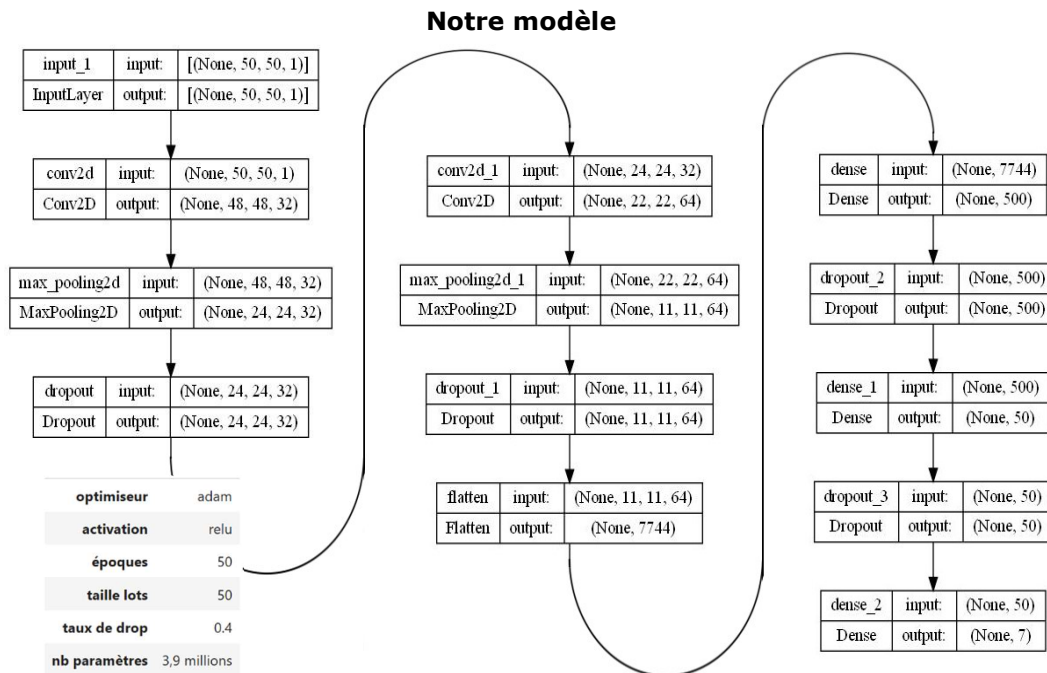 Notre modèle
input_1 input: [(None, 50, 50, 1)]
InputLayer output: [(None, 50, 50, 1)]
conv2d input: (None, 50, 50, 1)
Conv2D output: (None, 48, 48, 32)
max_pooling2d input: (None, 48, 48, 32)
MaxPooling2D output: (None, 24, 24, 32)
dropout input: (None, 24, 24, 32)
Dropout output: (None, 24, 24, 32)
optimiseur adam
activation relu
époques 50
taille lots 50
taux de drop 0.4
nb paramètres 3,9 millions
conv2d_1 input: (None, 24, 24, 32)
Conv2D output: (None, 22, 22, 64)
max_pooling2d_1 input: (None, 22, 22, 64)
MaxPooling2D output: (None, 11, 11, 64)
dropout_1 input: (None, 11, 11, 64)
Dropout output: (None, 11, 11, 64)
flatten input: (None, 11, 11, 64)
Flatten output: (None, 7744)
dense input: (None, 7744)
Dense output: (None, 500)
dropout_2 input: (None, 500)
Dropout output: (None, 500)
dense_1 input: (None, 500)
Dense output: (None, 50)
dropout_3 input: (None, 50)
Dropout output: (None, 50)
dense_2 input: (None, 50)
Dense output: (None, 7)